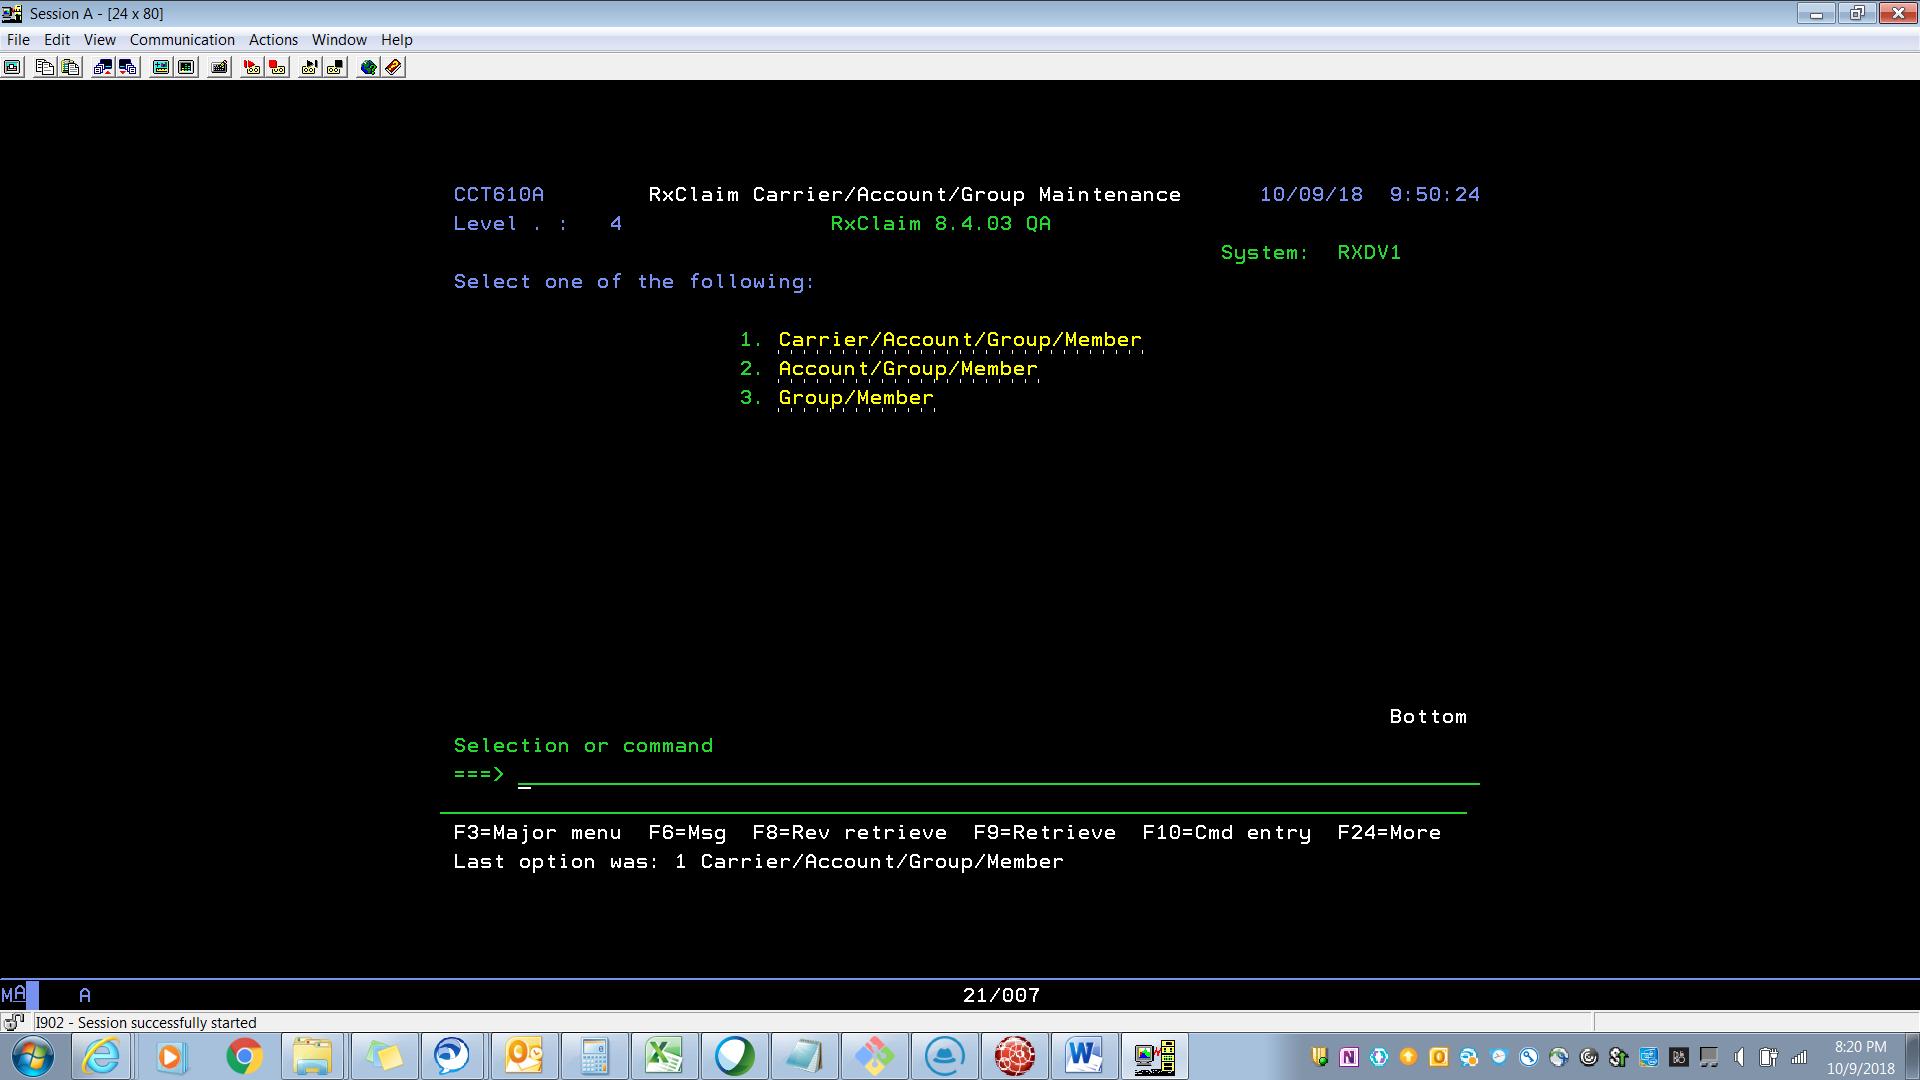 Session A - [24 x 80]
File Edit View Communication Actions Window Help
CCT610A RxClaim Carrier/Account/Group Maintenance 10/09/18 9:50:24
Level . : 4 RxClaim 8.4.03 QA
System: RXDV1
Select one of the following:
1. Carrier/Account/Group/Member
2. Account/Group/Member
3. Group/Member
Bottom
Selection or command
===> _
F3=Major menu F6=Msg F8=Rev retrieve F9=Retrieve F10=Cmd entry F24=More
Last option was: 1 Carrier/Account/Group/Member
MA A 21/007
I902 - Session successfully started
8:20 PM
10/9/2018